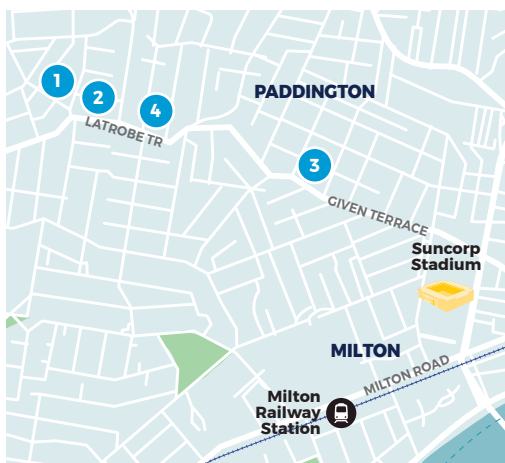 1
2
4
PADDINGTON
LATROBE TR
3
GIVEN TERRACE
Suncorp
Stadium
MILTON
MILTON ROAD
Milton
Railway
Station